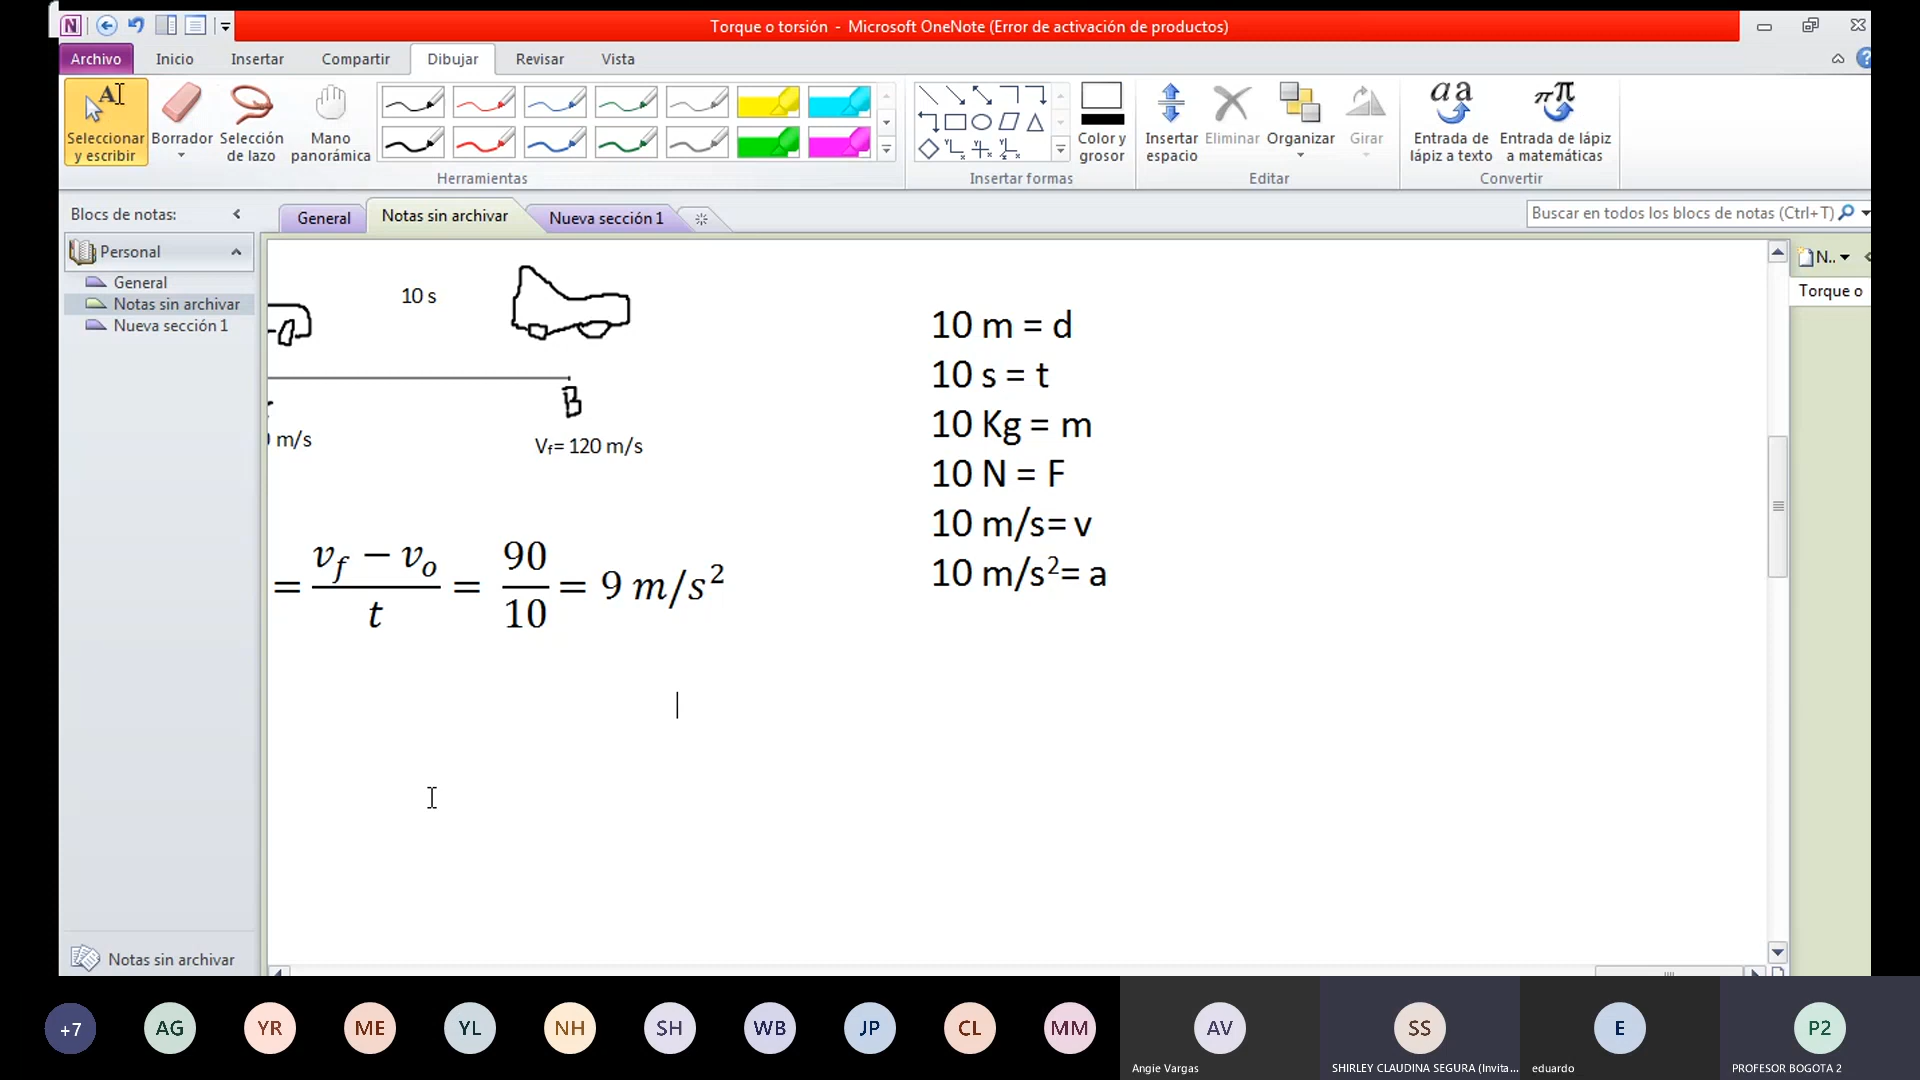 Torque o torsión - Microsoft OneNote (Error de activación de productos)
Archivo Inicio Insertar Compartir Dibujar Revisar Vista
Seleccionar y escribir
Borrador
Selección de lazo
Mano panorámica
Color y grosor
Insertar espacio
Eliminar
Organizar
Girar
Entrada de lápiz a texto
Entrada de lápiz a matemáticas
Herramientas
Insertar formas
Editar
Convertir
Blocs de notas:
General Notas sin archivar Nueva sección 1
Buscar en todos los blocs de notas (Ctrl+T)
Personal
General
Notas sin archivar
Nueva sección 1
N..
Torque o
10 s
B
m/s
Vf= 120 m/s
= vf − vo / t = 90 / 10 = 9 m/s²
10 m = d
10 s = t
10 Kg = m
10 N = F
10 m/s= v
10 m/s²= a
Notas sin archivar
+7 AG YR ME YL NH SH WB JP CL MM AV SS E P2
Angie Vargas
SHIRLEY CLAUDINA SEGURA (Invita...
eduardo
PROFESOR BOGOTA 2